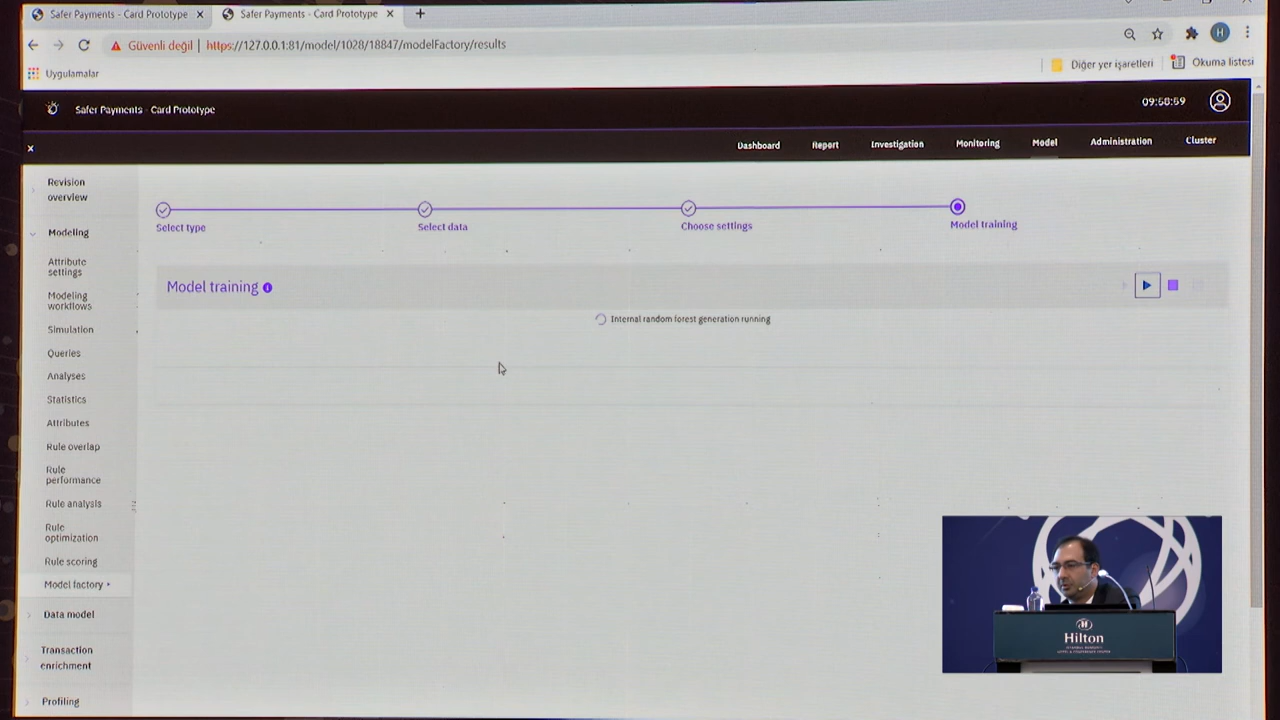 Safer Payments - Card Prototype
Safer Payments - Card Prototype
Güvenli değil | https://127.0.0.1:81/model/1028/18847/modelFactory/results
H
Uygulamalar
Diğer yer işaretleri
Okuma listesi
Safer Payments - Card Prototype
09:50:59
Dashboard
Report
Investigation
Monitoring
Model
Administration
Cluster
Revision
overview
Modeling
Attribute
settings
Modeling
workflows
Simulation
Queries
Analyses
Statistics
Attributes
Rule overlap
Rule
performance
Rule analysis
Rule
optimization
Rule scoring
Model factory
Data model
Transaction
enrichment
Profiling
Select type
Select data
Choose settings
Model training
Model training
Internal random forest generation running
Hilton